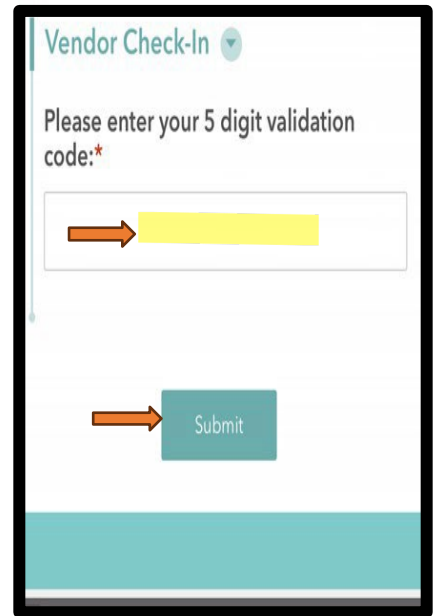 Vendor Check-In
Please enter your 5 digit validation
code:*
Submit